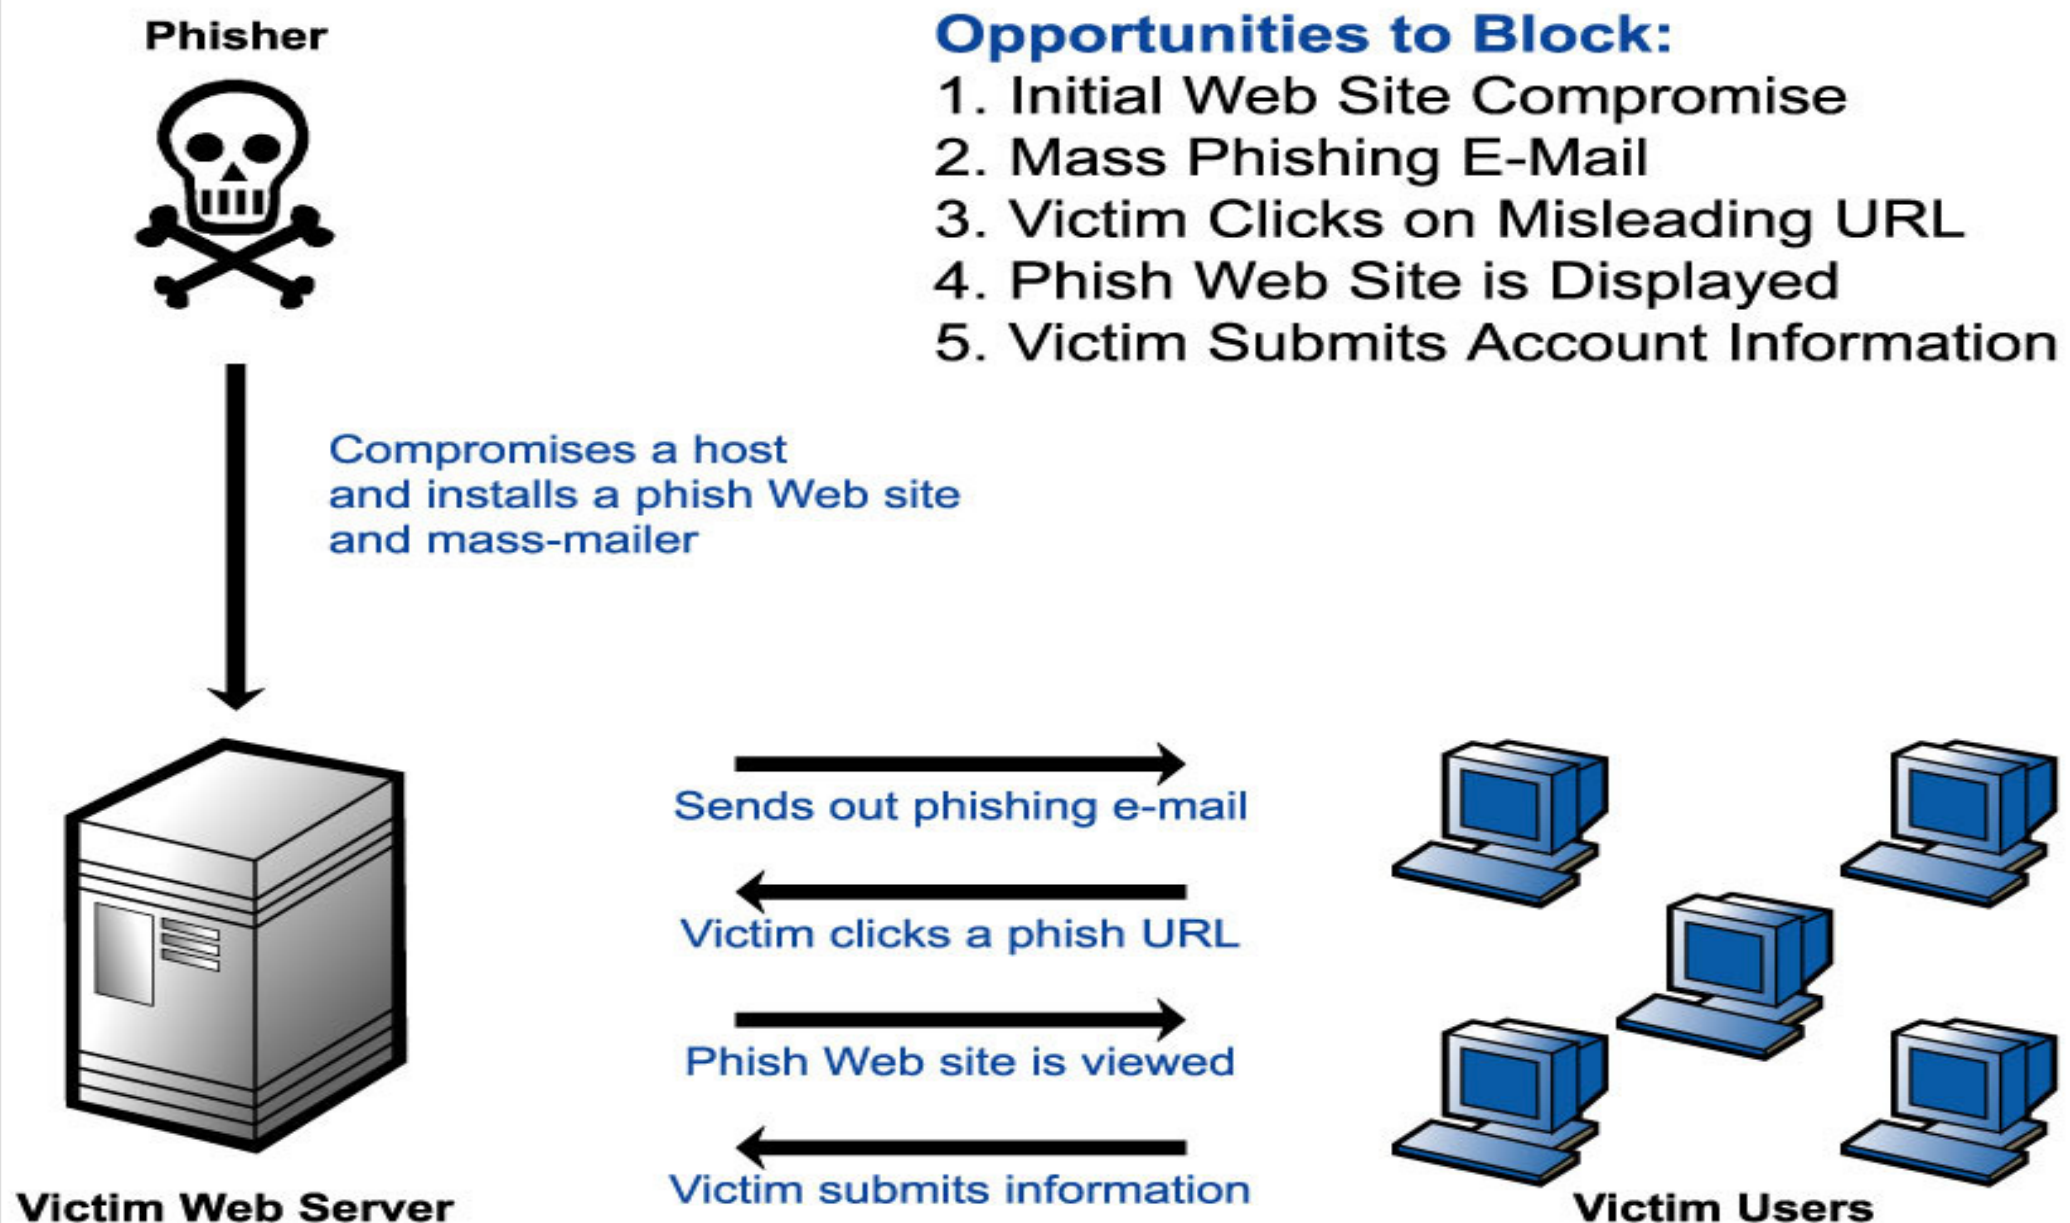 Phisher
Opportunities to Block:
1. Initial Web Site Compromise
2. Mass Phishing E-Mail
3. Victim Clicks on Misleading URL
4. Phish Web Site is Displayed
5. Victim Submits Account Information
Compromises a host
and installs a phish Web site
and mass-mailer
Sends out phishing e-mail
Victim clicks a phish URL
Phish Web site is viewed
Victim submits information
Victim Web Server
Victim Users